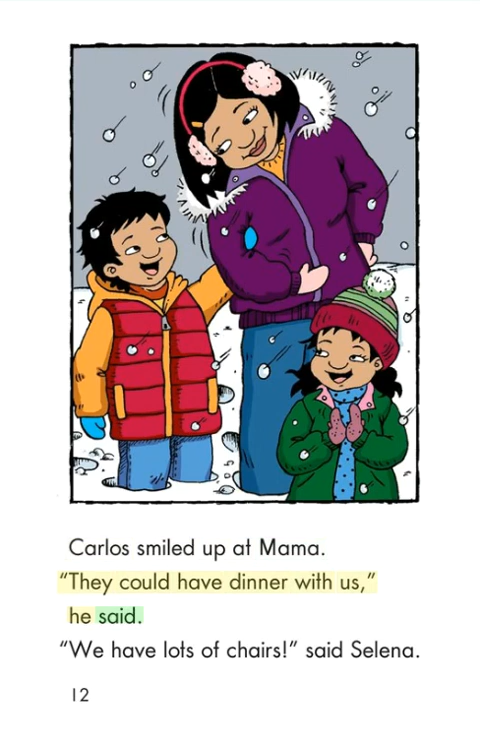 Carlos smiled up at Mama.
“They could have dinner with us,”
he said.
“We have lots of chairs!” said Selena.
12